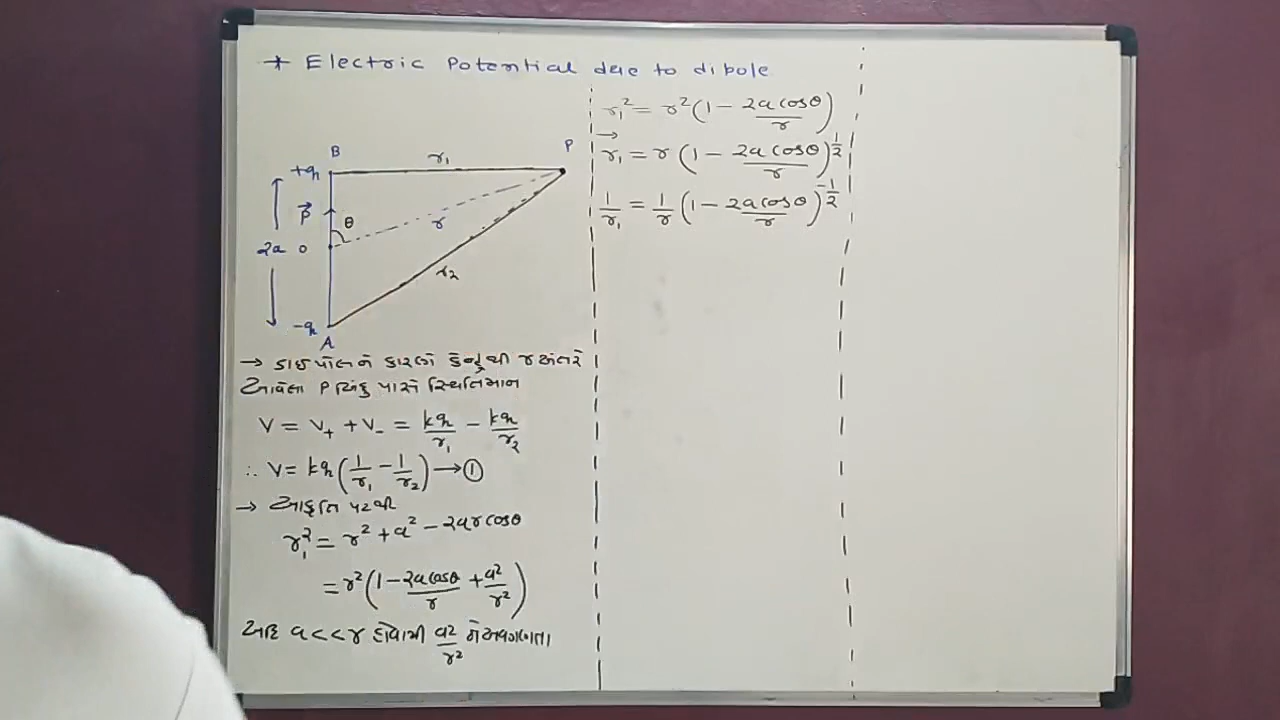 * Electric Potential due to dipole
B
r₁
P
+q
p⃗
θ
2a
o
r
r₂
-q
A
→ ડાઇપોલને કારણે કેન્દ્રથી r અંતરે
આવેલા P બિંદુ પાસે સ્થિતિમાન
V = V₊ + V₋ = kq/r₁ - kq/r₂
∴ V = kq(1/r₁ - 1/r₂) → ①
→ આકૃતિ પરથી
r₁² = r² + a² - 2ar cosθ
= r²(1 - 2a cosθ/r + a²/r²)
અહિ a<<r હોવાથી a²/r² ને અવગણતા
r₁² = r²(1 - 2a cosθ/r)
→ r₁ = r(1 - 2a cosθ/r)^1/2
1/r₁ = 1/r (1 - 2a cosθ/r)^-1/2